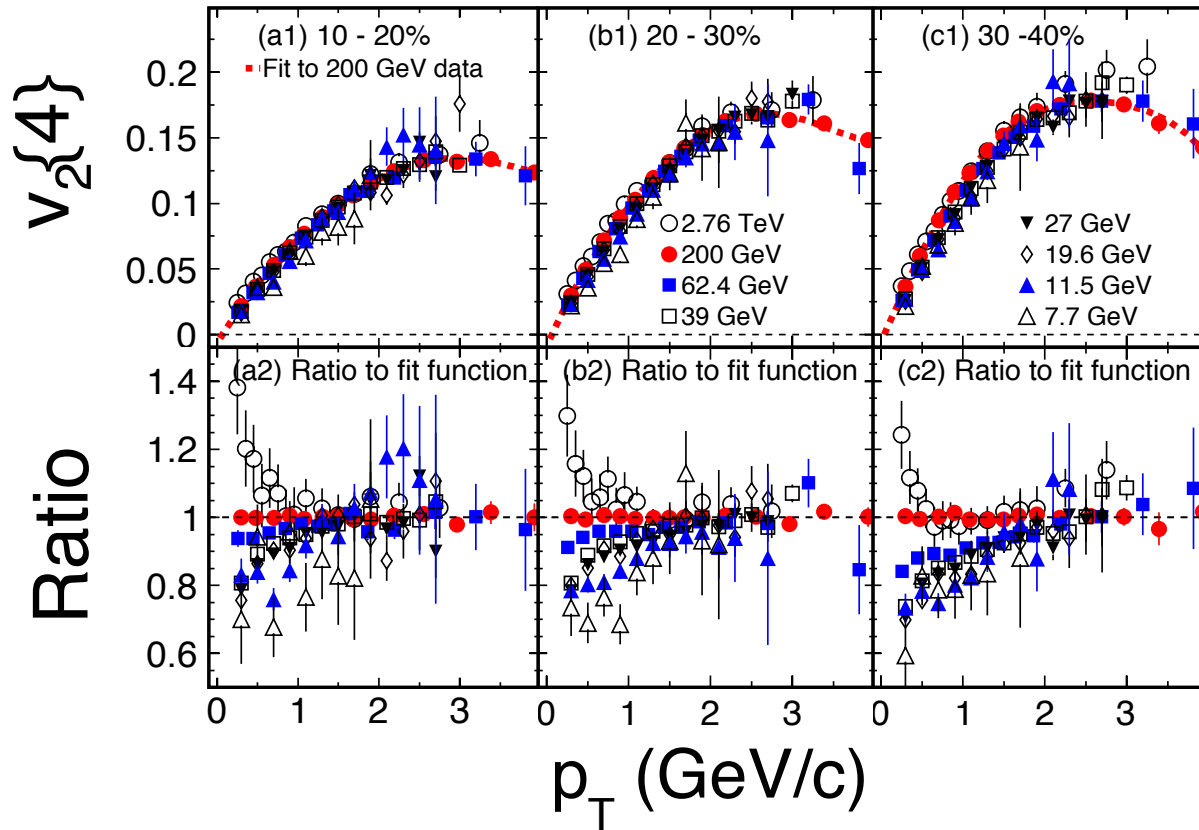 (a1) 10 - 20%
(b1) 20 - 30%
(c1) 30 -40%
Fit to 200 GeV data
v2{4}
0.2
0.15
0.1
0.05
0
2.76 TeV
200 GeV
62.4 GeV
39 GeV
27 GeV
19.6 GeV
11.5 GeV
7.7 GeV
(a2) Ratio to fit function
(b2) Ratio to fit function
(c2) Ratio to fit function
Ratio
1.4
1.2
1
0.8
0.6
0 1 2 3 0 1 2 3 0 1 2 3
pT (GeV/c)